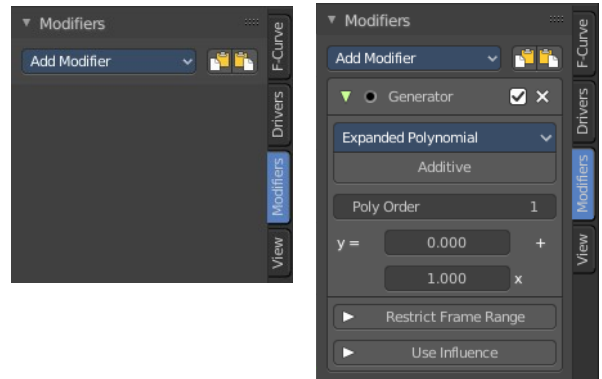 Modifiers
Add Modifier
F-Curve
Drivers
Modifiers
View
Modifiers
Add Modifier
Generator
Expanded Polynomial
Additive
Poly Order 1
y = 0.000 +
1.000 x
Restrict Frame Range
Use Influence
F-Curve
Drivers
Modifiers
View